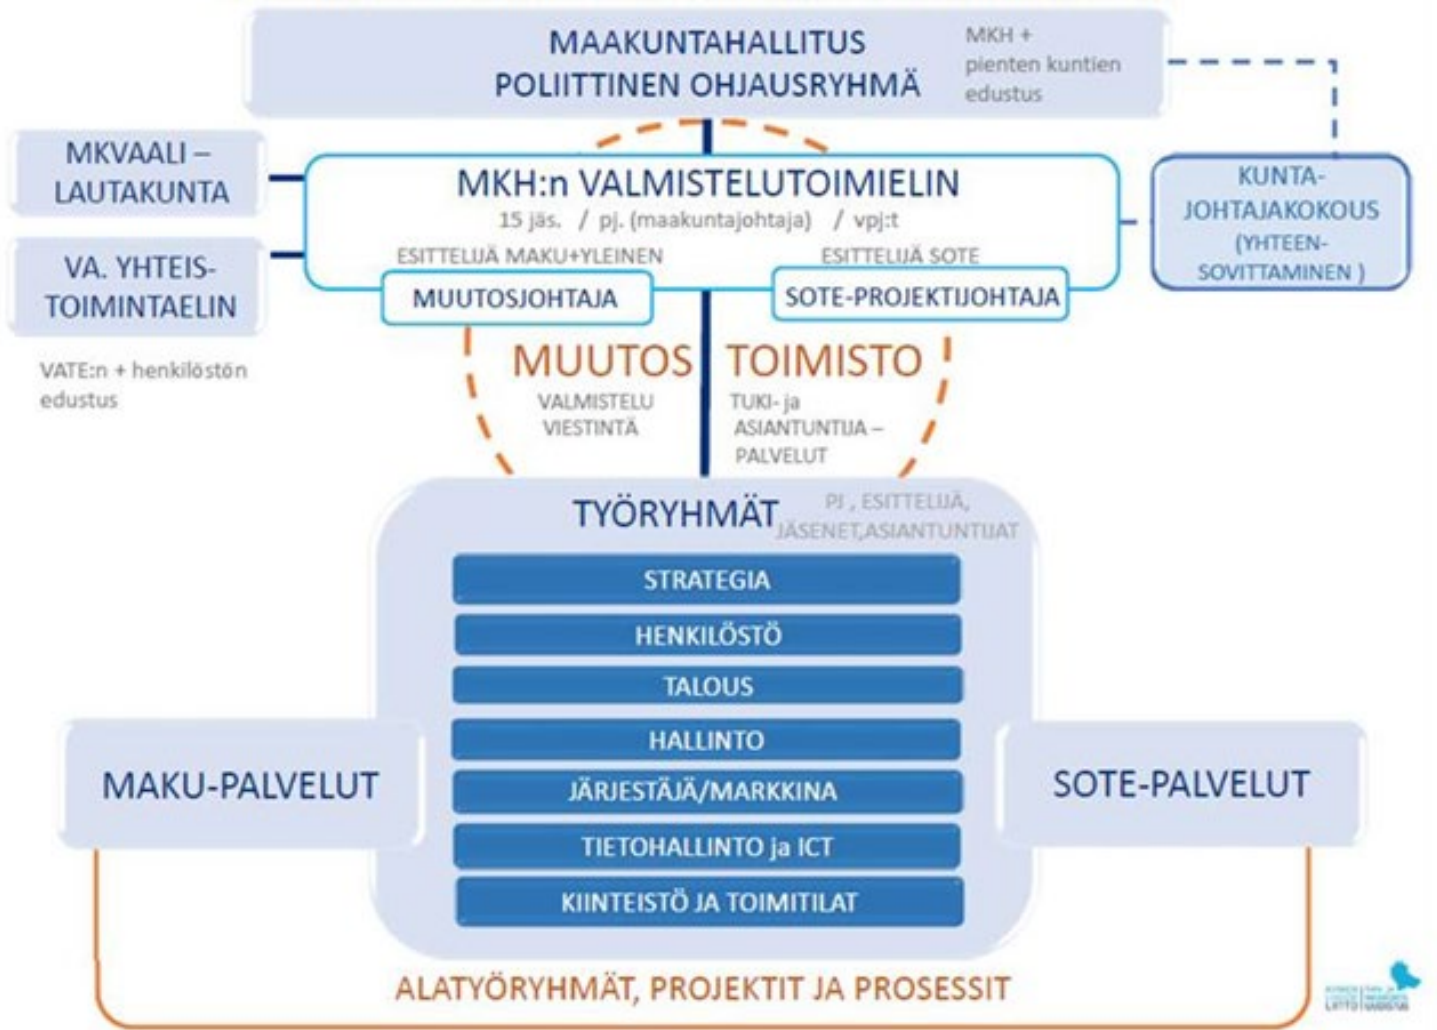 MAAKUNTAHALLITUS
POLIITTINEN OHJAUSRYHMÄ
MKH +
pienten kuntien
edustus
MKVAALI –
LAUTAKUNTA
VA. YHTEIS-
TOIMINTAELIN
VATE:n + henkilöstön
edustus
MKH:n VALMISTELUTOIMIELIN
15 jäs. / pj. (maakuntajohtaja) / vpj:t
ESITTELIJÄ MAKU+YLEINEN
ESITTELIJÄ SOTE
MUUTOSJOHTAJA
SOTE-PROJEKTIJOHTAJA
KUNTA-
JOHTAJAKOKOUS
(YHTEEN-
SOVITTAMINEN )
MUUTOS TOIMISTO
VALMISTELU
VIESTINTÄ
TUKI- ja
ASIANTUNTIJA –
PALVELUT
TYÖRYHMÄT
PJ , ESITTELIJÄ,
JÄSENET,ASIANTUNTIJAT
STRATEGIA
HENKILÖSTÖ
TALOUS
HALLINTO
JÄRJESTÄJÄ/MARKKINA
TIETOHALLINTO ja ICT
KIINTEISTÖ JA TOIMITILAT
MAKU-PALVELUT
SOTE-PALVELUT
ALATYÖRYHMÄT, PROJEKTIT JA PROSESSIT
LIITTO